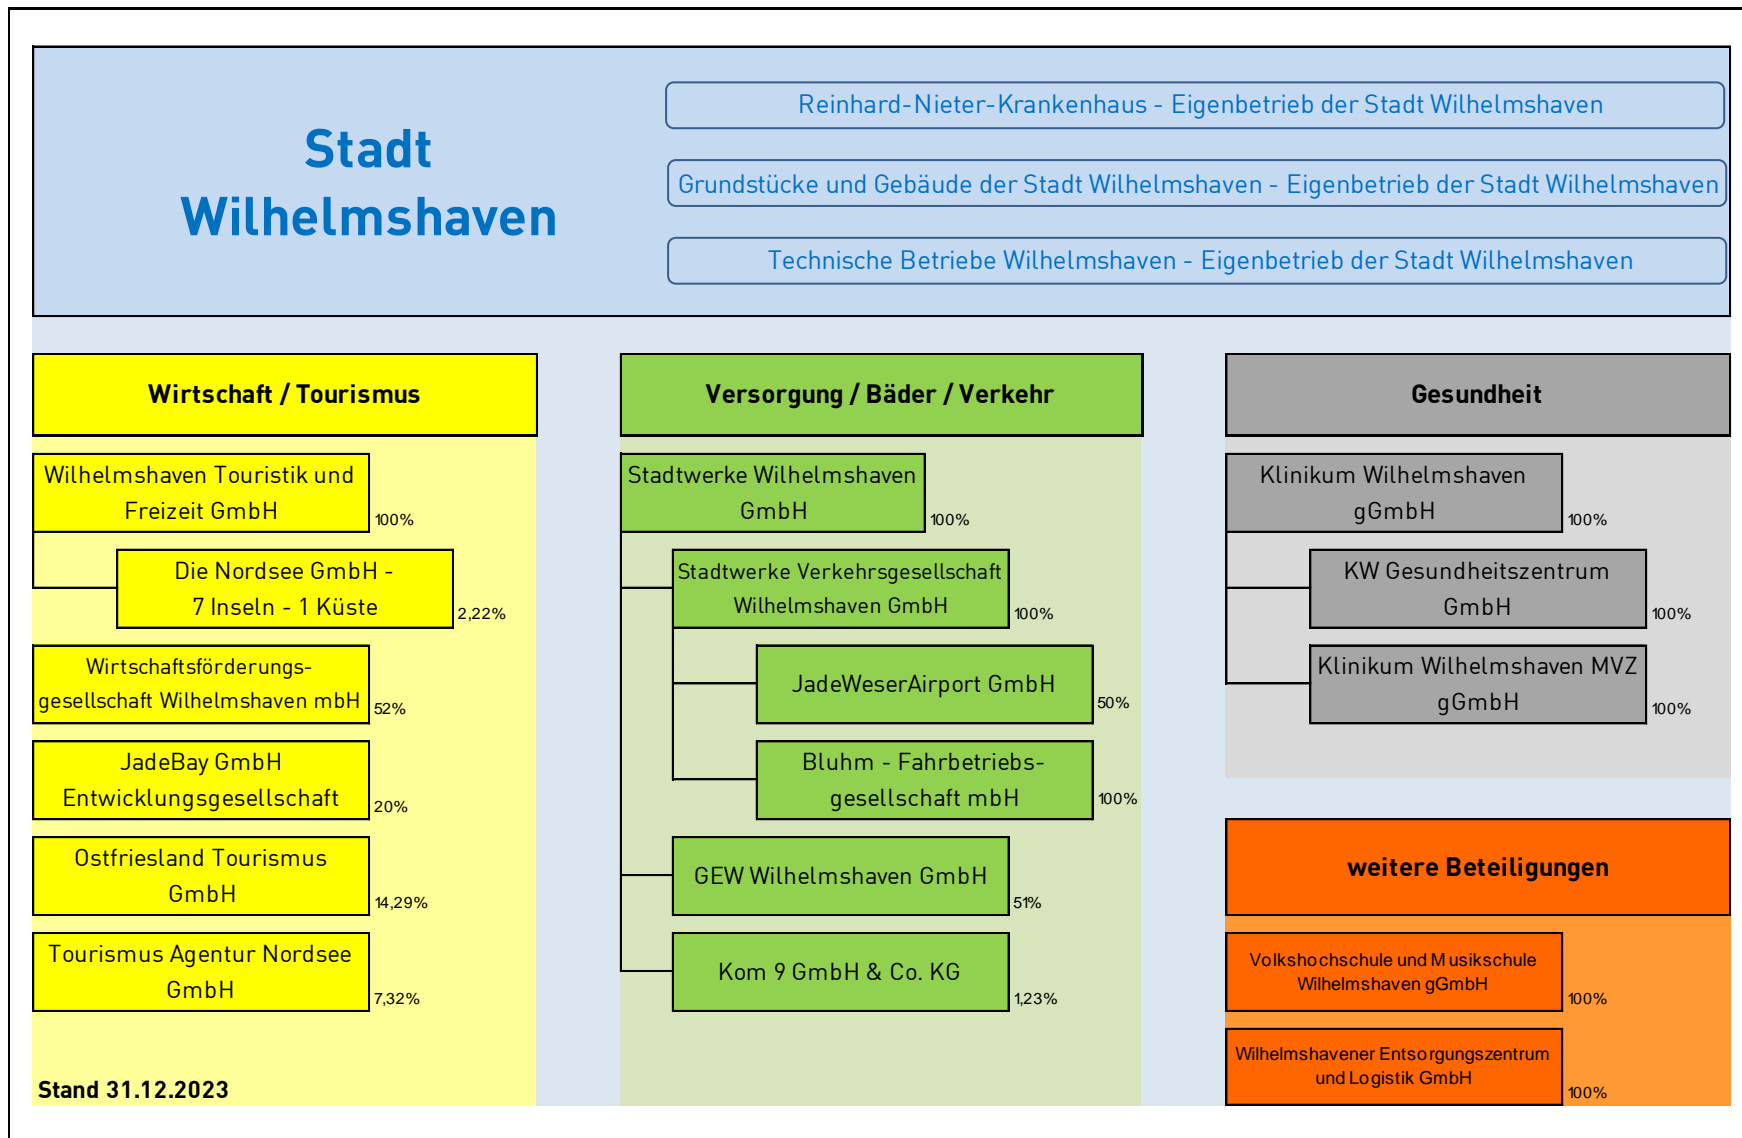 Stadt
Wilhelmshaven
Reinhard-Nieter-Krankenhaus - Eigenbetrieb der Stadt Wilhelmshaven
Grundstücke und Gebäude der Stadt Wilhelmshaven - Eigenbetrieb der Stadt Wilhelmshaven
Technische Betriebe Wilhelmshaven - Eigenbetrieb der Stadt Wilhelmshaven
Wirtschaft / Tourismus
Wilhelmshaven Touristik und
Freizeit GmbH
100%
Die Nordsee GmbH -
7 Inseln - 1 Küste
2,22%
Wirtschaftsförderungs-
gesellschaft Wilhelmshaven mbH
52%
JadeBay GmbH
Entwicklungsgesellschaft
20%
Ostfriesland Tourismus
GmbH
14,29%
Tourismus Agentur Nordsee
GmbH
7,32%
Stand 31.12.2023
Versorgung / Bäder / Verkehr
Stadtwerke Wilhelmshaven
GmbH
100%
Stadtwerke Verkehrsgesellschaft
Wilhelmshaven GmbH
100%
JadeWeserAirport GmbH
50%
Bluhm - Fahrbetriebs-
gesellschaft mbH
100%
GEW Wilhelmshaven GmbH
51%
Kom 9 GmbH & Co. KG
1,23%
Gesundheit
Klinikum Wilhelmshaven
gGmbH
100%
KW Gesundheitszentrum
GmbH
100%
Klinikum Wilhelmshaven MVZ
gGmbH
100%
weitere Beteiligungen
Volkshochschule und Musikschule
Wilhelmshaven gGmbH
100%
Wilhelmshavener Entsorgungszentrum
und Logistik GmbH
100%